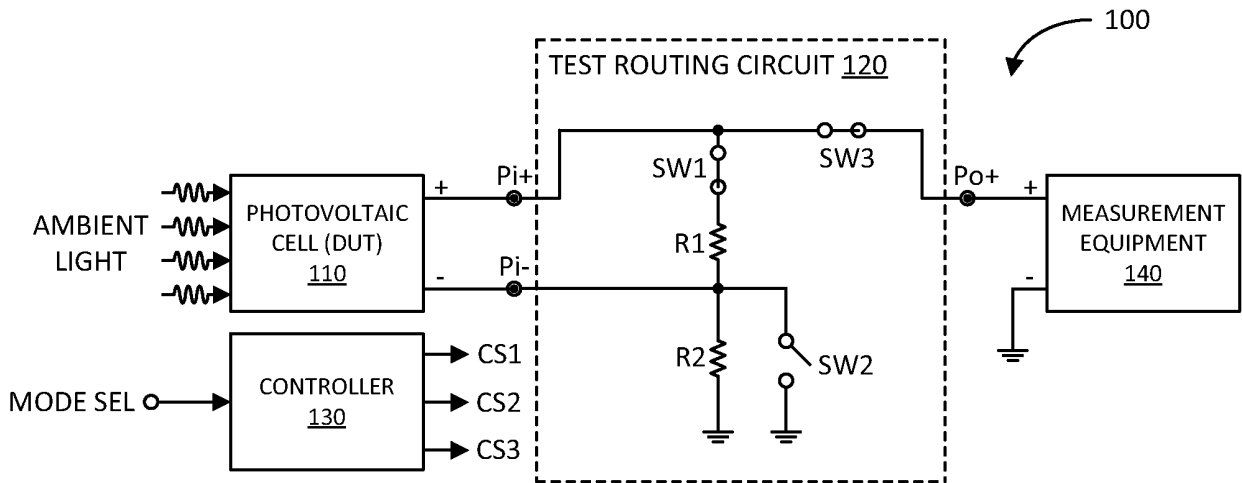 100
TEST ROUTING CIRCUIT 120
SW1
SW3
Pi+
Po+
+
+
AMBIENT
LIGHT
PHOTOVOLTAIC
CELL (DUT)
110
MEASUREMENT
EQUIPMENT
140
R1
-
Pi-
-
R2
SW2
MODE SEL
CONTROLLER
130
CS1
CS2
CS3